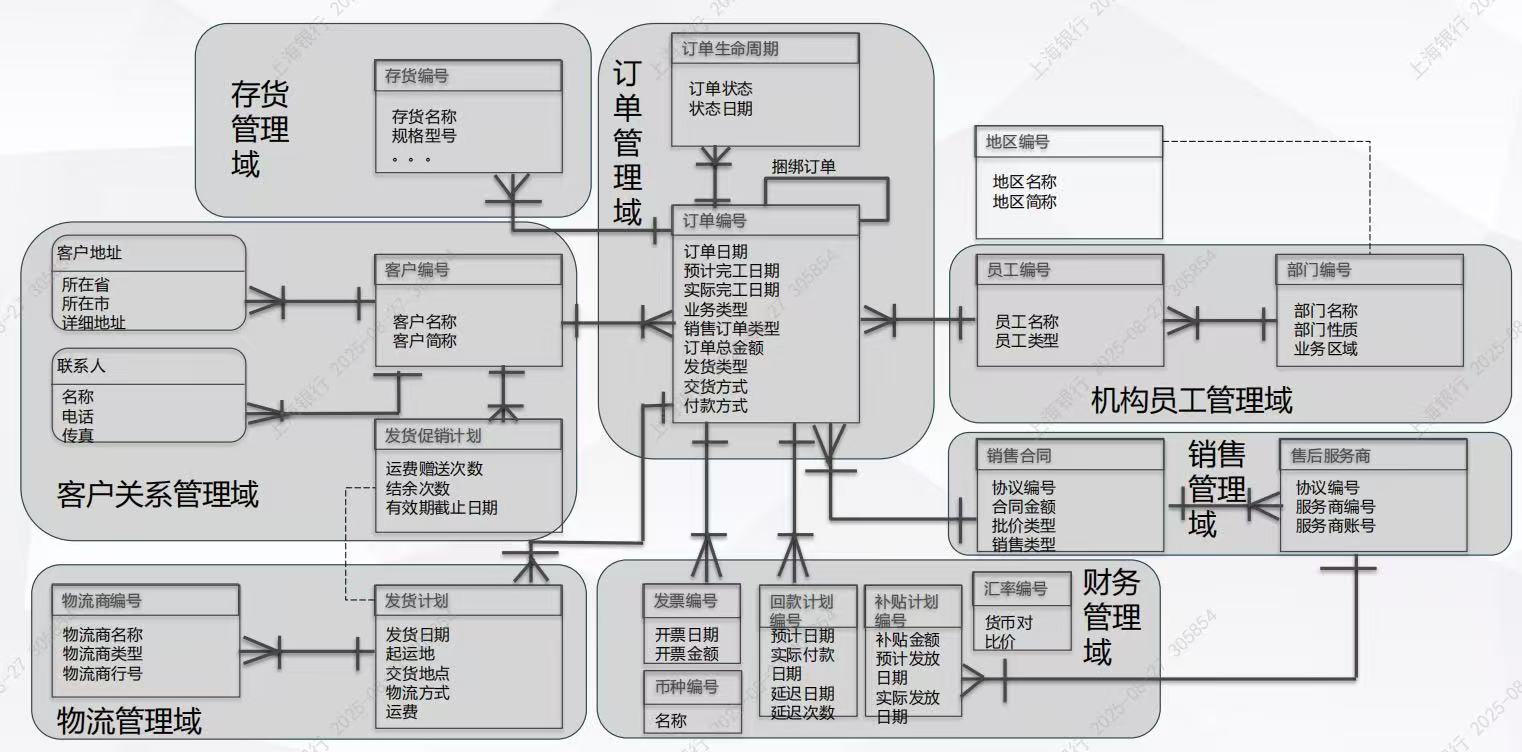 存货
管理
域
存货编号
存货名称
规格型号
。。。
订
单
管
理
域
订单生命周期
订单状态
状态日期
捆绑订单
订单编号
订单日期
预计完工日期
实际完工日期
业务类型
销售订单类型
订单总金额
发货类型
交货方式
付款方式
地区编号
地区名称
地区简称
客户地址
所在省
所在市
详细地址
客户编号
客户名称
客户简称
联系人
名称
电话
传真
发货促销计划
运费赠送次数
结余次数
有效期截止日期
客户关系管理域
员工编号
员工名称
员工类型
部门编号
部门名称
部门性质
业务区域
机构员工管理域
销售合同
协议编号
合同金额
批价类型
销售类型
销售
管理
域
售后服务商
协议编号
服务商编号
服务商账号
物流商编号
物流商名称
物流商类型
物流商行号
发货计划
发货日期
起运地
交货地点
物流方式
运费
物流管理域
发票编号
开票日期
开票金额
币种编号
名称
回款计划
编号
预计日期
实际付款
日期
延迟日期
延迟次数
补贴计划
编号
补贴金额
预计发放
日期
实际发放
日期
汇率编号
货币对
比价
财务
管理
域
上海银行 2025-08-27 305854